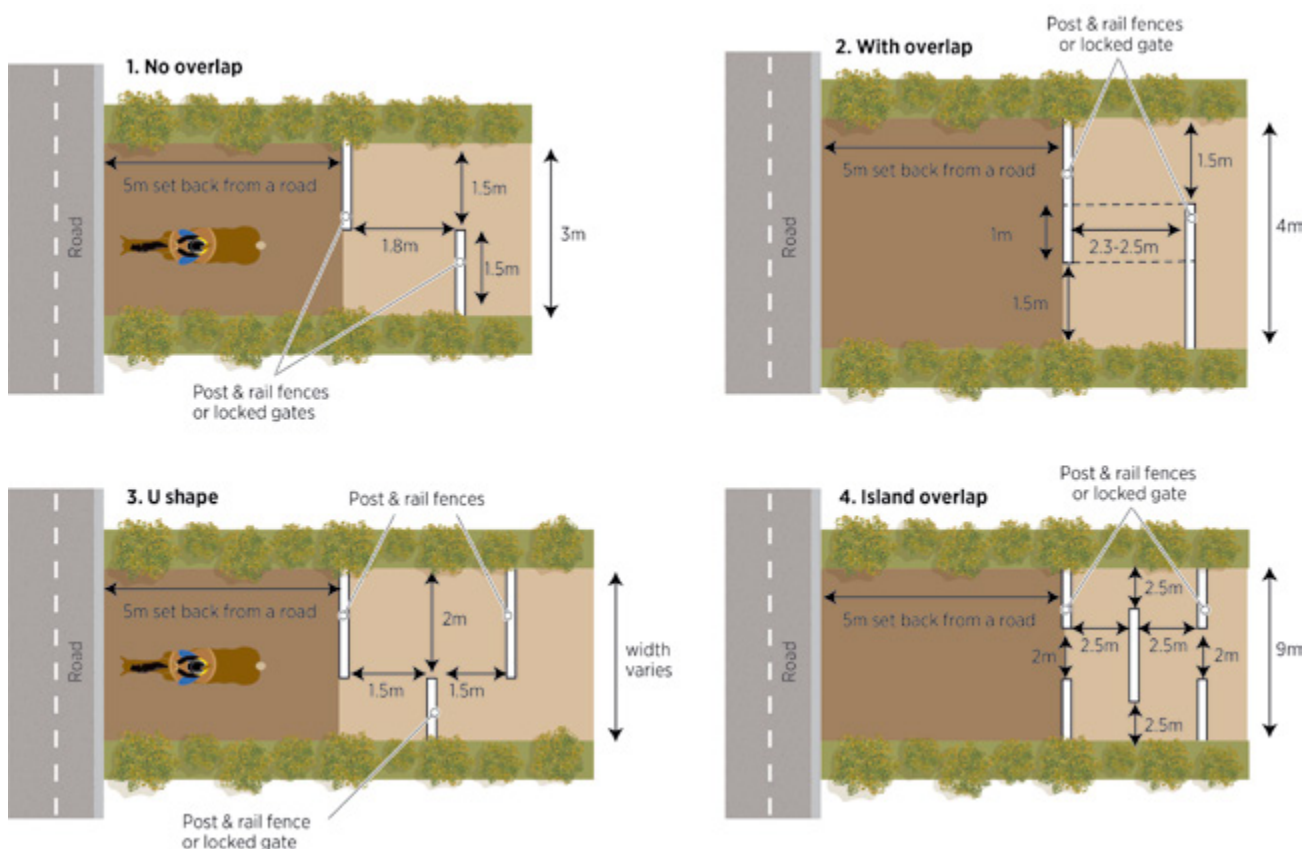 1. No overlap
Road
5m set back from a road
1.5m
1.8m
1.5m
3m
Post & rail fences
or locked gates
2. With overlap
Post & rail fences
or locked gate
Road
5m set back from a road
1.5m
1m
2.3-2.5m
1.5m
4m
3. U shape
Post & rail fences
Road
5m set back from a road
2m
1.5m
1.5m
width
varies
Post & rail fence
or locked gate
4. Island overlap
Post & rail fences
or locked gate
Road
5m set back from a road
2.5m
2.5m
2.5m
2m
2m
9m
2.5m